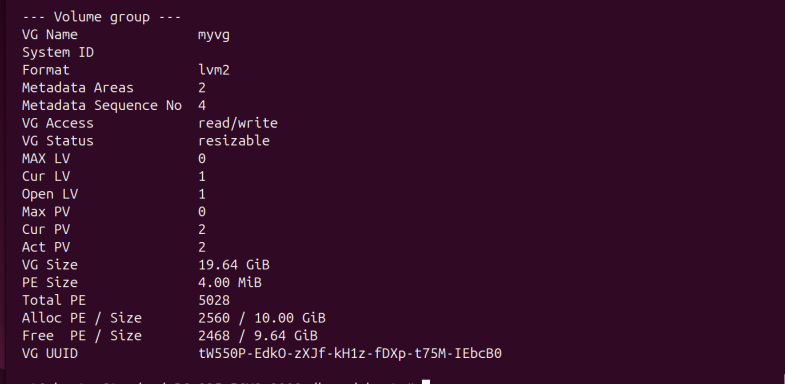 --- Volume group ---
VG Name               myvg
System ID
Format                lvm2
Metadata Areas        2
Metadata Sequence No  4
VG Access             read/write
VG Status             resizable
MAX LV                0
Cur LV                1
Open LV               1
Max PV                0
Cur PV                2
Act PV                2
VG Size               19.64 GiB
PE Size               4.00 MiB
Total PE              5028
Alloc PE / Size       2560 / 10.00 GiB
Free  PE / Size       2468 / 9.64 GiB
VG UUID               tW550P-EdkO-zXJf-kH1z-fDXp-t75M-IEbcB0